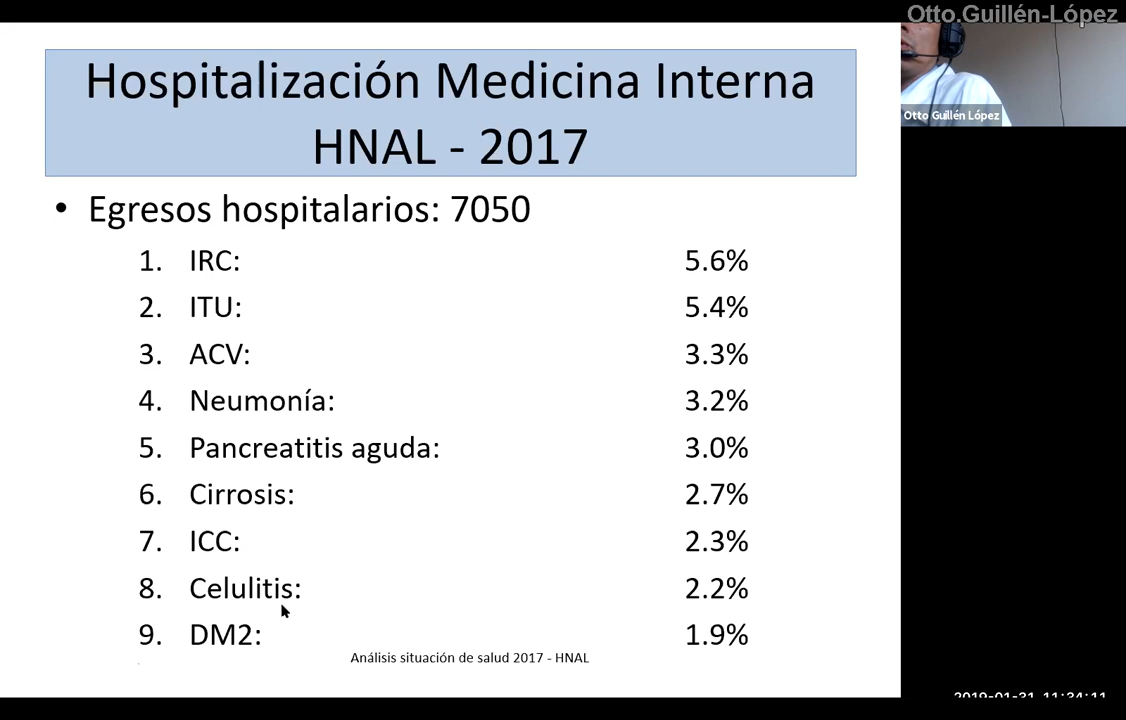 Otto.Guillén-López
Otto Guillén López
Hospitalización Medicina Interna
HNAL - 2017
• Egresos hospitalarios: 7050
1. IRC: 5.6%
2. ITU: 5.4%
3. ACV: 3.3%
4. Neumonía: 3.2%
5. Pancreatitis aguda: 3.0%
6. Cirrosis: 2.7%
7. ICC: 2.3%
8. Celulitis: 2.2%
9. DM2: 1.9%
Análisis situación de salud 2017 - HNAL
2019-01-31 11:34:11